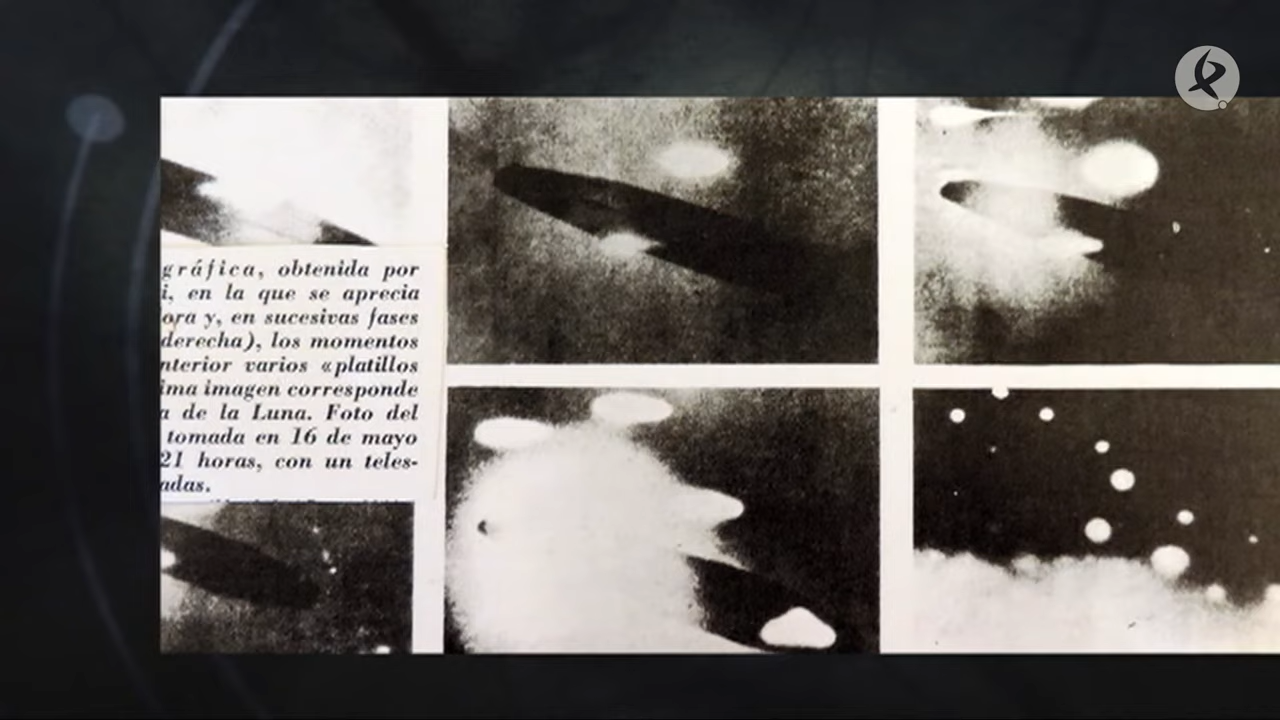 gráfica, obtenida por
i, en la que se aprecia
ora y, en sucesivas fases
derecha), los momentos
nterior varios «platillos
ima imagen corresponde
a de la Luna. Foto del
tomada en 16 de mayo
21 horas, con un teles-
adas.